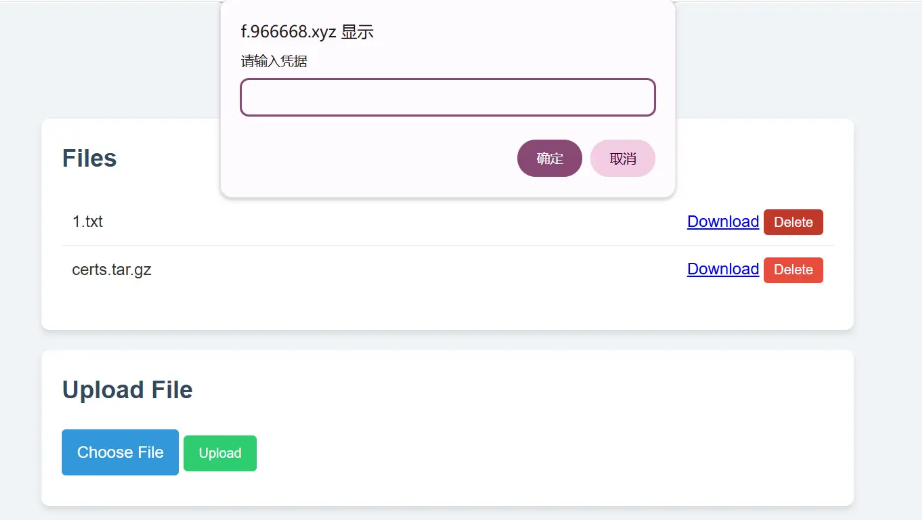 f.966668.xyz 显示
请输入凭据
确定 取消
Files
1.txt Download Delete
certs.tar.gz Download Delete
Upload File
Choose File Upload